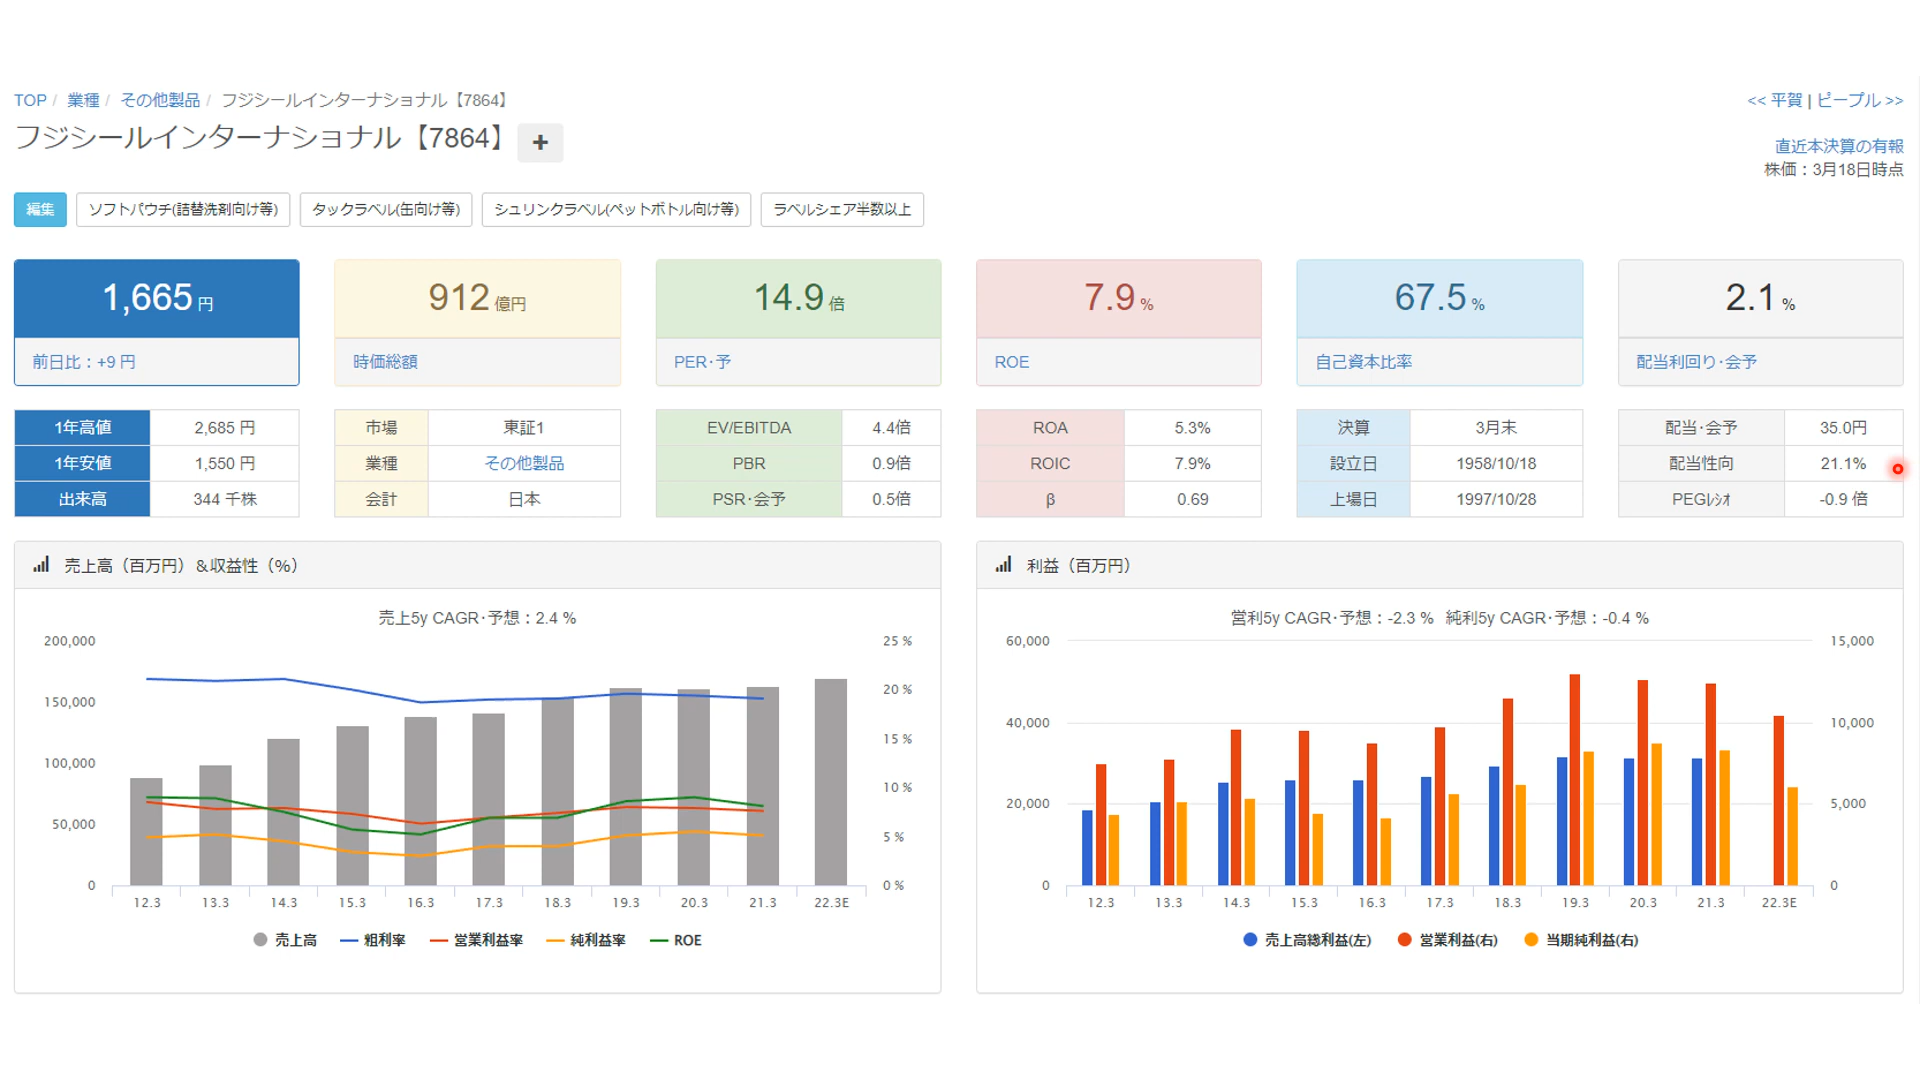 TOP / 業種 / その他製品 / フジシールインターナショナル【7864】
<< 平賀 | ピープル >>
フジシールインターナショナル【7864】 +
直近本決算の有報
株価：3月18日時点
編集 ソフトパウチ(詰替洗剤向け等) タックラベル(缶向け等) シュリンクラベル(ペットボトル向け等) ラベルシェア半数以上
1,665 円
前日比：+9 円
912 億円
時価総額
14.9 倍
PER･予
7.9 %
ROE
67.5 %
自己資本比率
2.1 %
配当利回り･会予
1年高値 2,685 円
1年安値 1,550 円
出来高 344 千株
市場 東証1
業種 その他製品
会計 日本
EV/EBITDA 4.4倍
PBR 0.9倍
PSR･会予 0.5倍
ROA 5.3%
ROIC 7.9%
β 0.69
決算 3月末
設立日 1958/10/18
上場日 1997/10/28
配当･会予 35.0円
配当性向 21.1%
PEGﾚｼｵ -0.9 倍
売上高（百万円）＆収益性（%）
売上5y CAGR･予想：2.4 %
200,000
150,000
100,000
50,000
0
25 %
20 %
15 %
10 %
5 %
0 %
12.3 13.3 14.3 15.3 16.3 17.3 18.3 19.3 20.3 21.3 22.3E
売上高 粗利率 営業利益率 純利益率 ROE
利益（百万円）
営利5y CAGR･予想：-2.3 % 純利5y CAGR･予想：-0.4 %
60,000
40,000
20,000
0
15,000
10,000
5,000
0
12.3 13.3 14.3 15.3 16.3 17.3 18.3 19.3 20.3 21.3 22.3E
売上高総利益(左) 営業利益(右) 当期純利益(右)